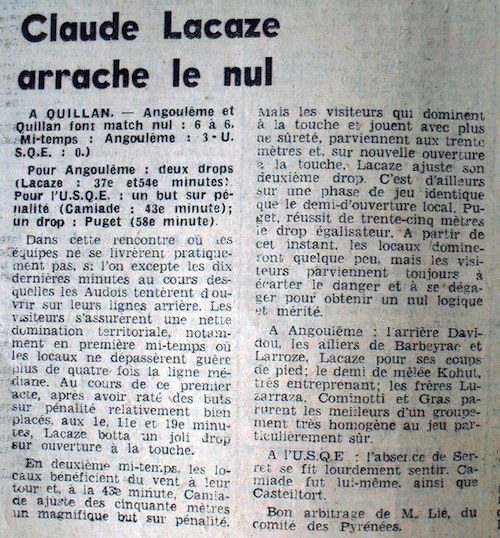 Claude Lacaze
arrache le nul
A QUILLAN. — Angoulême et
Quillan font match nul : 6 à 6.
Mi-temps : Angoulême : 3 - U.
S.Q.E. : 0.)
Pour Angoulême : deux drops
(Lacaze : 37e et54e minutes)
Pour l'U.S.Q.E. : un but sur pé-
nalité (Camiade : 43e minute);
un drop : Puget (58e minute).
Dans cette rencontre où les
équipes ne se livrèrent pratique-
ment pas, si l'on excepte les dix
dernières minutes au cours des-
quelles les Audois tentèrent d'ou-
vrir sur leurs lignes arrière. Les
visiteurs s'assurèrent une nette
domination territoriale, notam-
ment en première mi-temps où
les locaux ne dépassèrent guère
plus de quatre fois la ligne mé-
diane. Au cours de ce premier
acte, après avoir raté des buts
sur pénalité relativement bien
placés, aux 1e, 11e et 19e minu-
tes, Lacaze botta un joli drop
sur ouverture à la touche.
En deuxième mi-temps, les lo-
caux bénéficient du vent à leur
tour et, à la 43e minute, Camia-
de ajuste des cinquante mètres
un magnifique but sur pénalité.
Mais les visiteurs qui dominent
à la touche et jouent avec plus
de sûreté, parviennent aux trente
mètres et, sur nouvelle ouverture
à la touche, Lacaze ajuste son
deuxième drop. C'est d'ailleurs
sur une phase de jeu identique
que le demi-d'ouverture local, Pu-
get, réussit de trente-cinq mètres
le drop égalisateur. A partir de
cet instant, les locaux domine-
ront quelque peu, mais les visi-
teurs parviennent toujours à
écarter le danger et à se déga-
ger pour obtenir un nul logique
et mérité.
A Angoulême : l'arrière Davi-
dou, les ailiers de Barbeyrac et
Larroze, Lacaze pour ses coups
de pied; le demi de mêlée Kohut,
très entreprenant; les frères Lu-
zarraza, Cominotti et Gras pa-
rurent les meilleurs d'un groupe-
ment très homogène au jeu par-
ticulièrement sûr.
A l'U.S.Q.E : l'absence de Ser-
ret se fit lourdement sentir. Ca-
miade fut lui-même, ainsi que
Casteiltort.
Bon arbitrage de M. Lié, du
comité des Pyrénées.